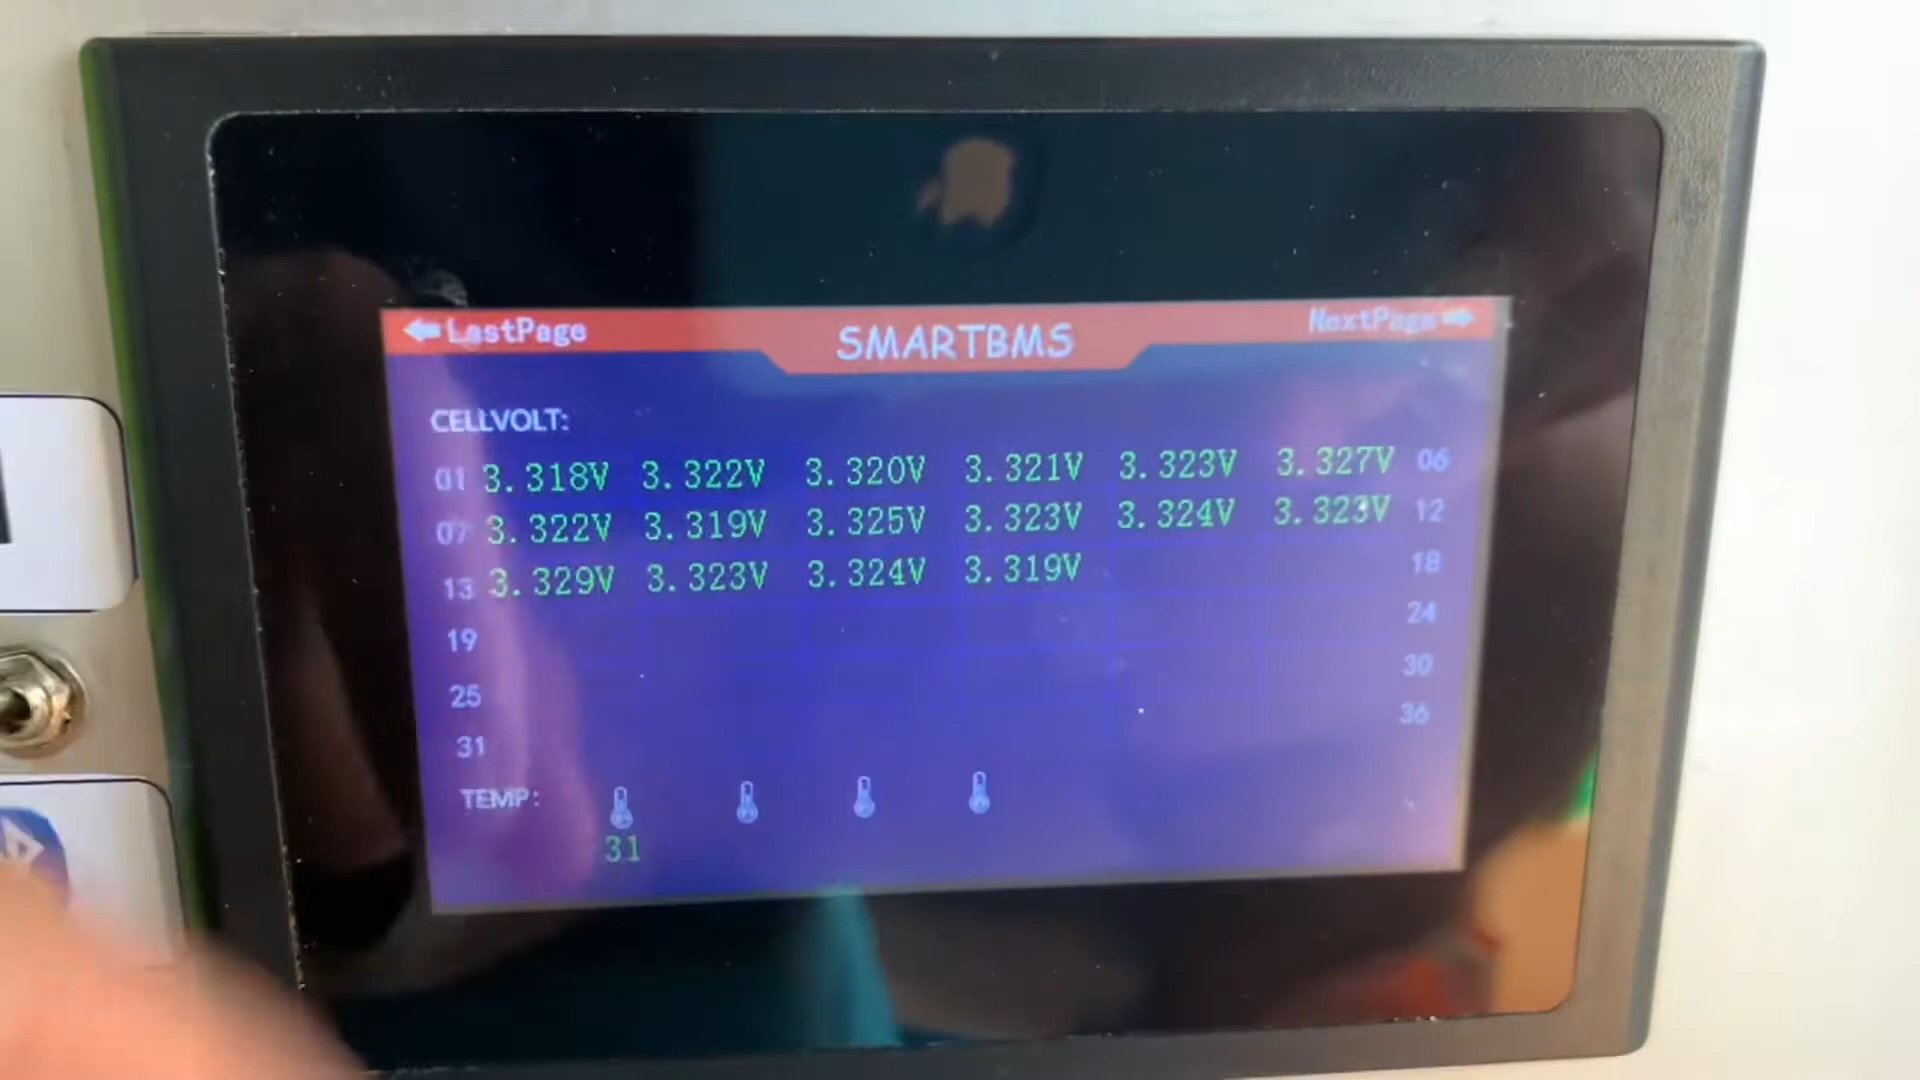 LastPage SMARTBMS NextPage
CELLVOLT:
01 3.318V 3.322V 3.320V 3.321V 3.323V 3.327V 06
07 3.322V 3.319V 3.325V 3.323V 3.324V 3.323V 12
13 3.329V 3.323V 3.324V 3.319V 18
19 24
25 30
31 36
TEMP:
31